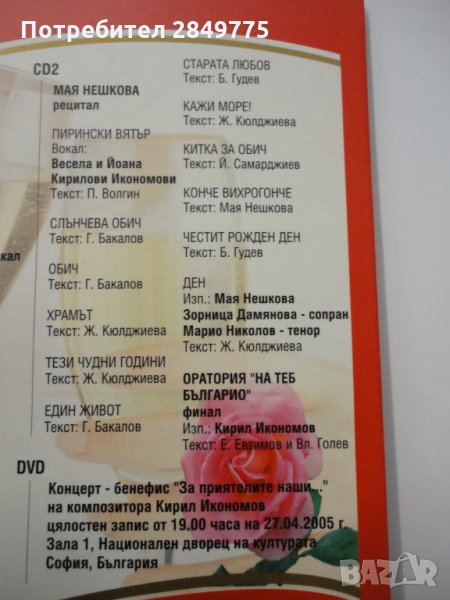 Потребител 2849775
CD2
МАЯ НЕШКОВА
рецитал
ПИРИНСКИ ВЯТЪР
Вокал:
Весела и Йоана
Кирилови Икономови
Текст: П. Волгин
СЛЪНЧЕВА ОБИЧ
Текст: Г. Бакалов
ОБИЧ
Текст: Г. Бакалов
ХРАМЪТ
Текст: Ж. Кюлджиева
ТЕЗИ ЧУДНИ ГОДИНИ
Текст: Ж. Кюлджиева
ЕДИН ЖИВОТ
Текст: Г. Бакалов
СТАРАТА ЛЮБОВ
Текст: Б. Гудев
КАЖИ МОРЕ!
Текст: Ж. Кюлджиева
КИТКА ЗА ОБИЧ
Текст: Й. Самарджиев
КОНЧЕ ВИХРОГОНЧЕ
Текст: Мая Нешкова
ЧЕСТИТ РОЖДЕН ДЕН
Текст: Б. Гудев
ДЕН
Изп.: Мая Нешкова
Зорница Дамянова - сопран
Марио Николов - тенор
Текст: Ж. Кюлджиева
ОРАТОРИЯ "НА ТЕБ
БЪЛГАРИО"
финал
Изп.: Кирил Икономов
Текст: Е. Евтимов и Вл. Голев
кал
DVD
Концерт - бенефис "За приятелите наши..."
на композитора Кирил Икономов
цялостен запис от 19.00 часа на 27.04.2005 г.
Зала 1, Национален дворец на културата
София, България
BAZAR